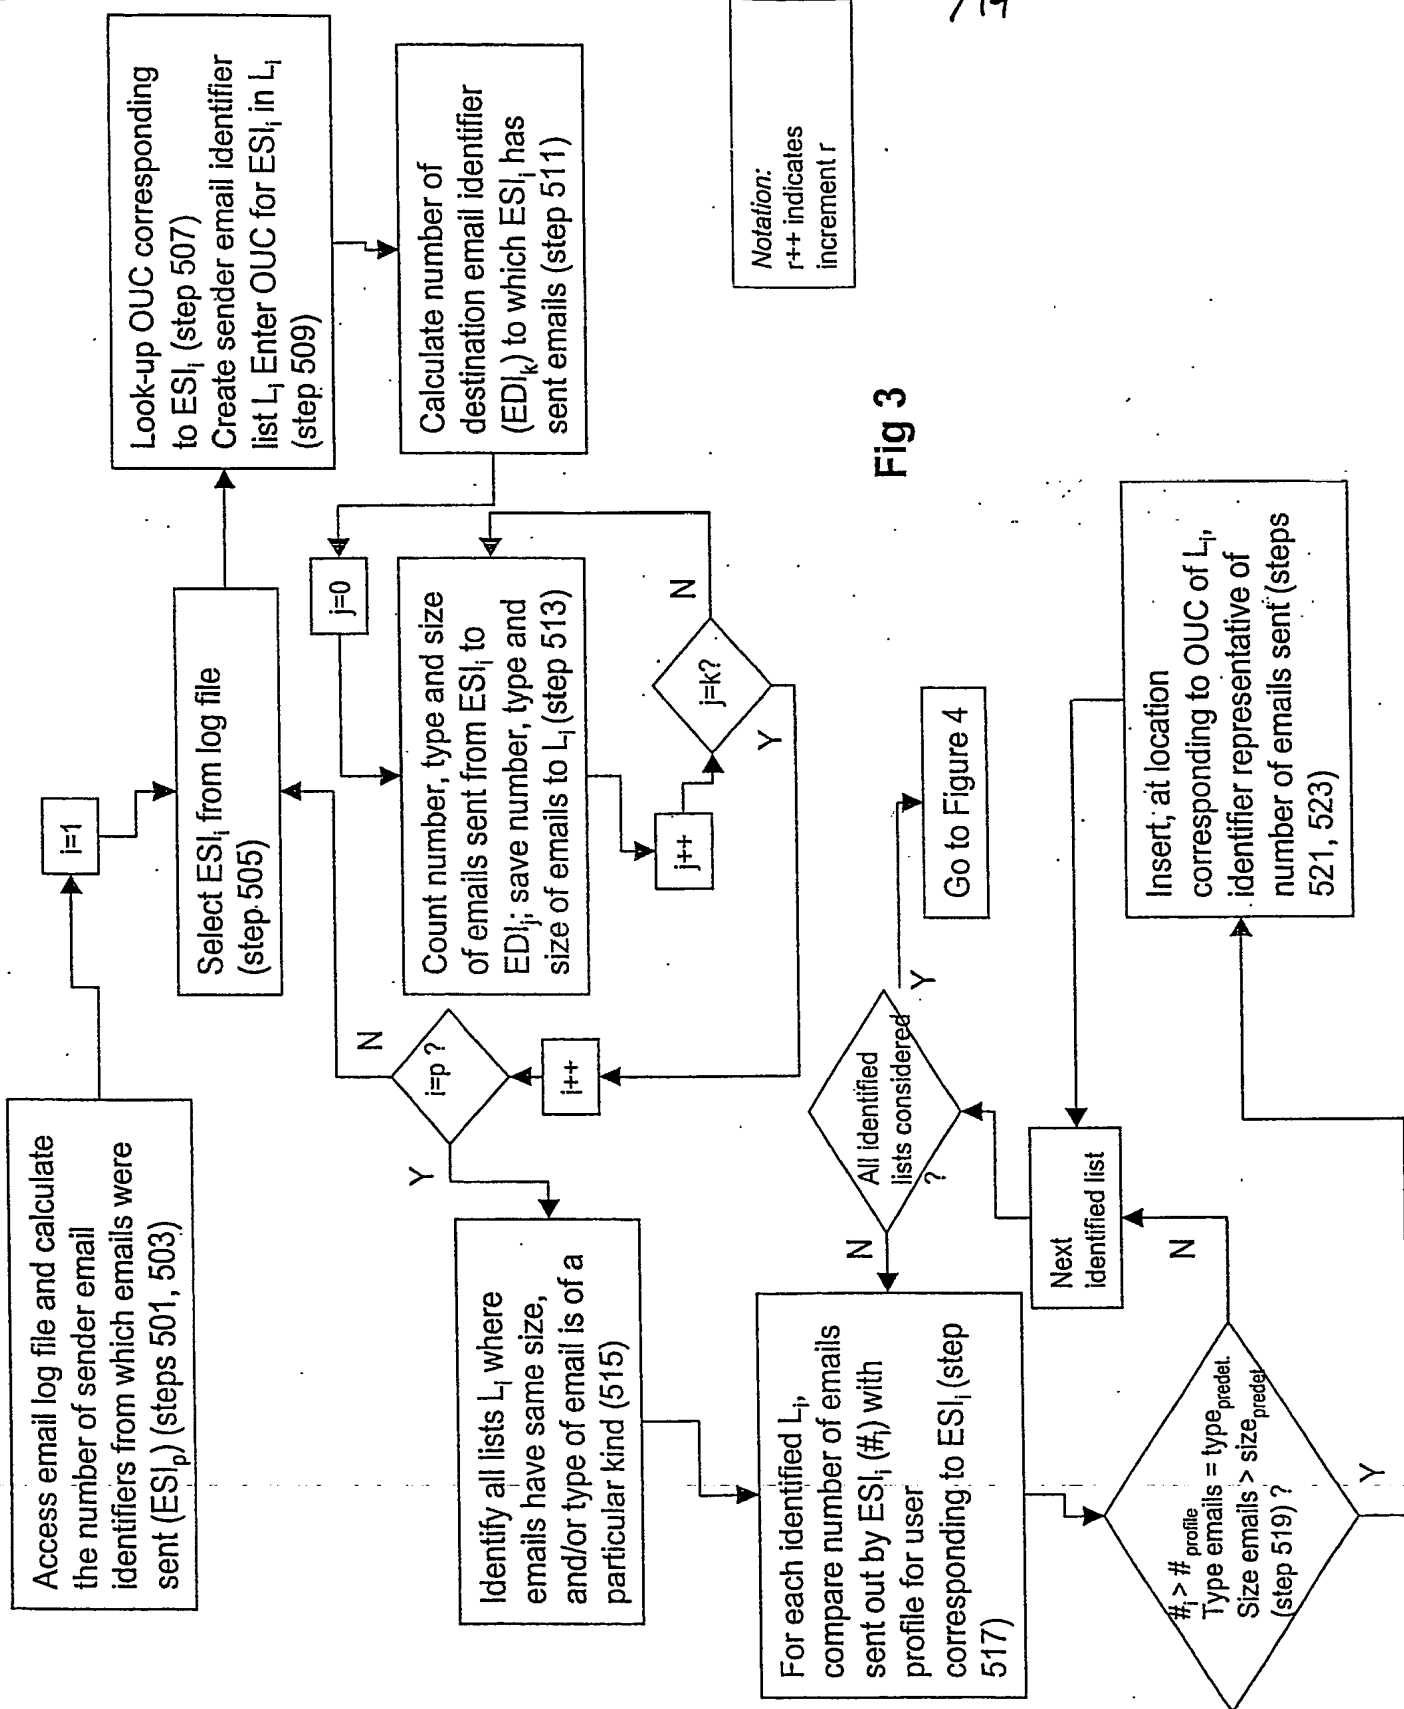 Access email log file and calculate
the number of sender email
identifiers from which emails were
sent (ESIp) (steps 501, 503)
i=1
Select ESIi from log file
(step 505)
Look-up OUC corresponding
to ESIi (step 507)
Create sender email identifier
list Li Enter OUC for ESIi in Li
(step 509)
Calculate number of
destination email identifier
(EDIk) to which ESIi has
sent emails (step 511)
j=0
Count number, type and size
of emails sent from ESIi to
EDIj; save number, type and
size of emails to Li (step 513)
j++
j=k?
N
Y
i++
i=p ?
N
Y
Identify all lists Li where
emails have same size,
and/or type of email is of a
particular kind (515)
For each identified Li,
compare number of emails
sent out by ESIi (#i) with
profile for user
corresponding to ESIi (step
517)
#i > # profile
Type emails = type predet.
Size emails > size predet
(step 519) ?
N
Y
Next
identified list
All identified
lists considered
?
N
Y
Go to Figure 4
Insert, at location
corresponding to OUC of Li,
identifier representative of
number of emails sent (steps
521, 523)
Notation:
r++ indicates
increment r
Fig 3
/19